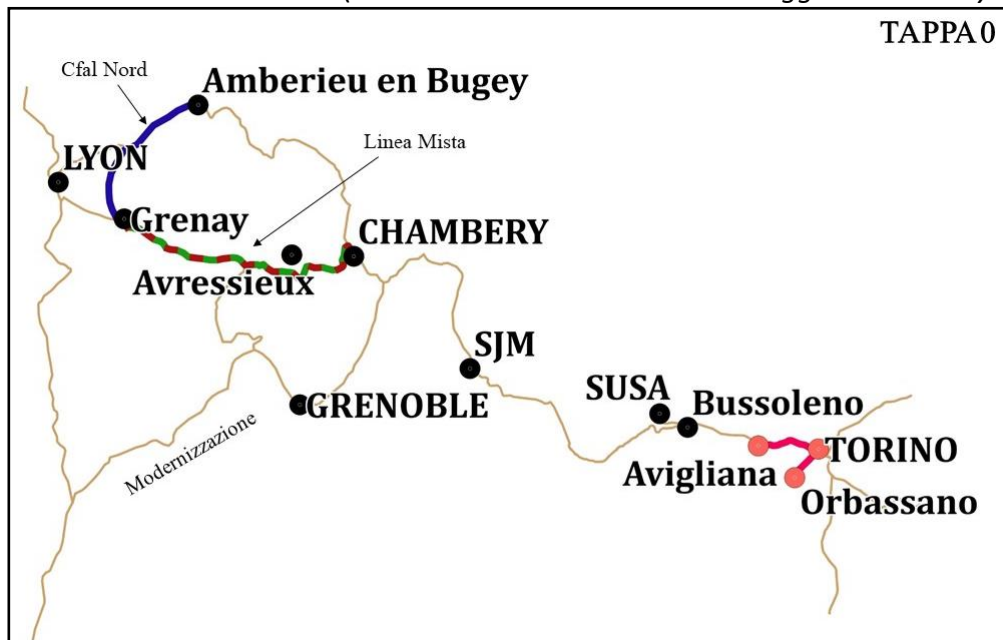 TAPPA 0
Cfal Nord
Amberieu en Bugey
Linea Mista
LYON
Grenay
CHAMBERY
Avressieux
SJM
SUSA
Bussoleno
GRENOBLE
Modernizzazione
TORINO
Avigliana
Orbassano